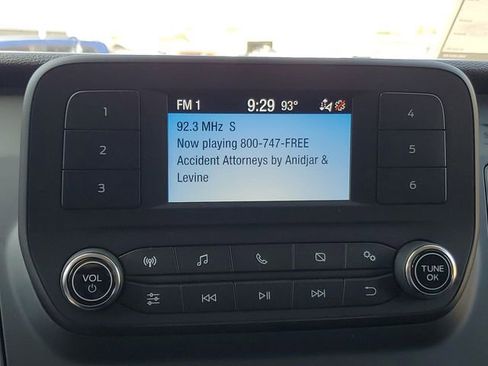 FM 1 9:29 93°
92.3 MHz S
Now playing 800-747-FREE
Accident Attorneys by Anidjar &
Levine
1
2
3
4
5
6
VOL
TUNE
OK